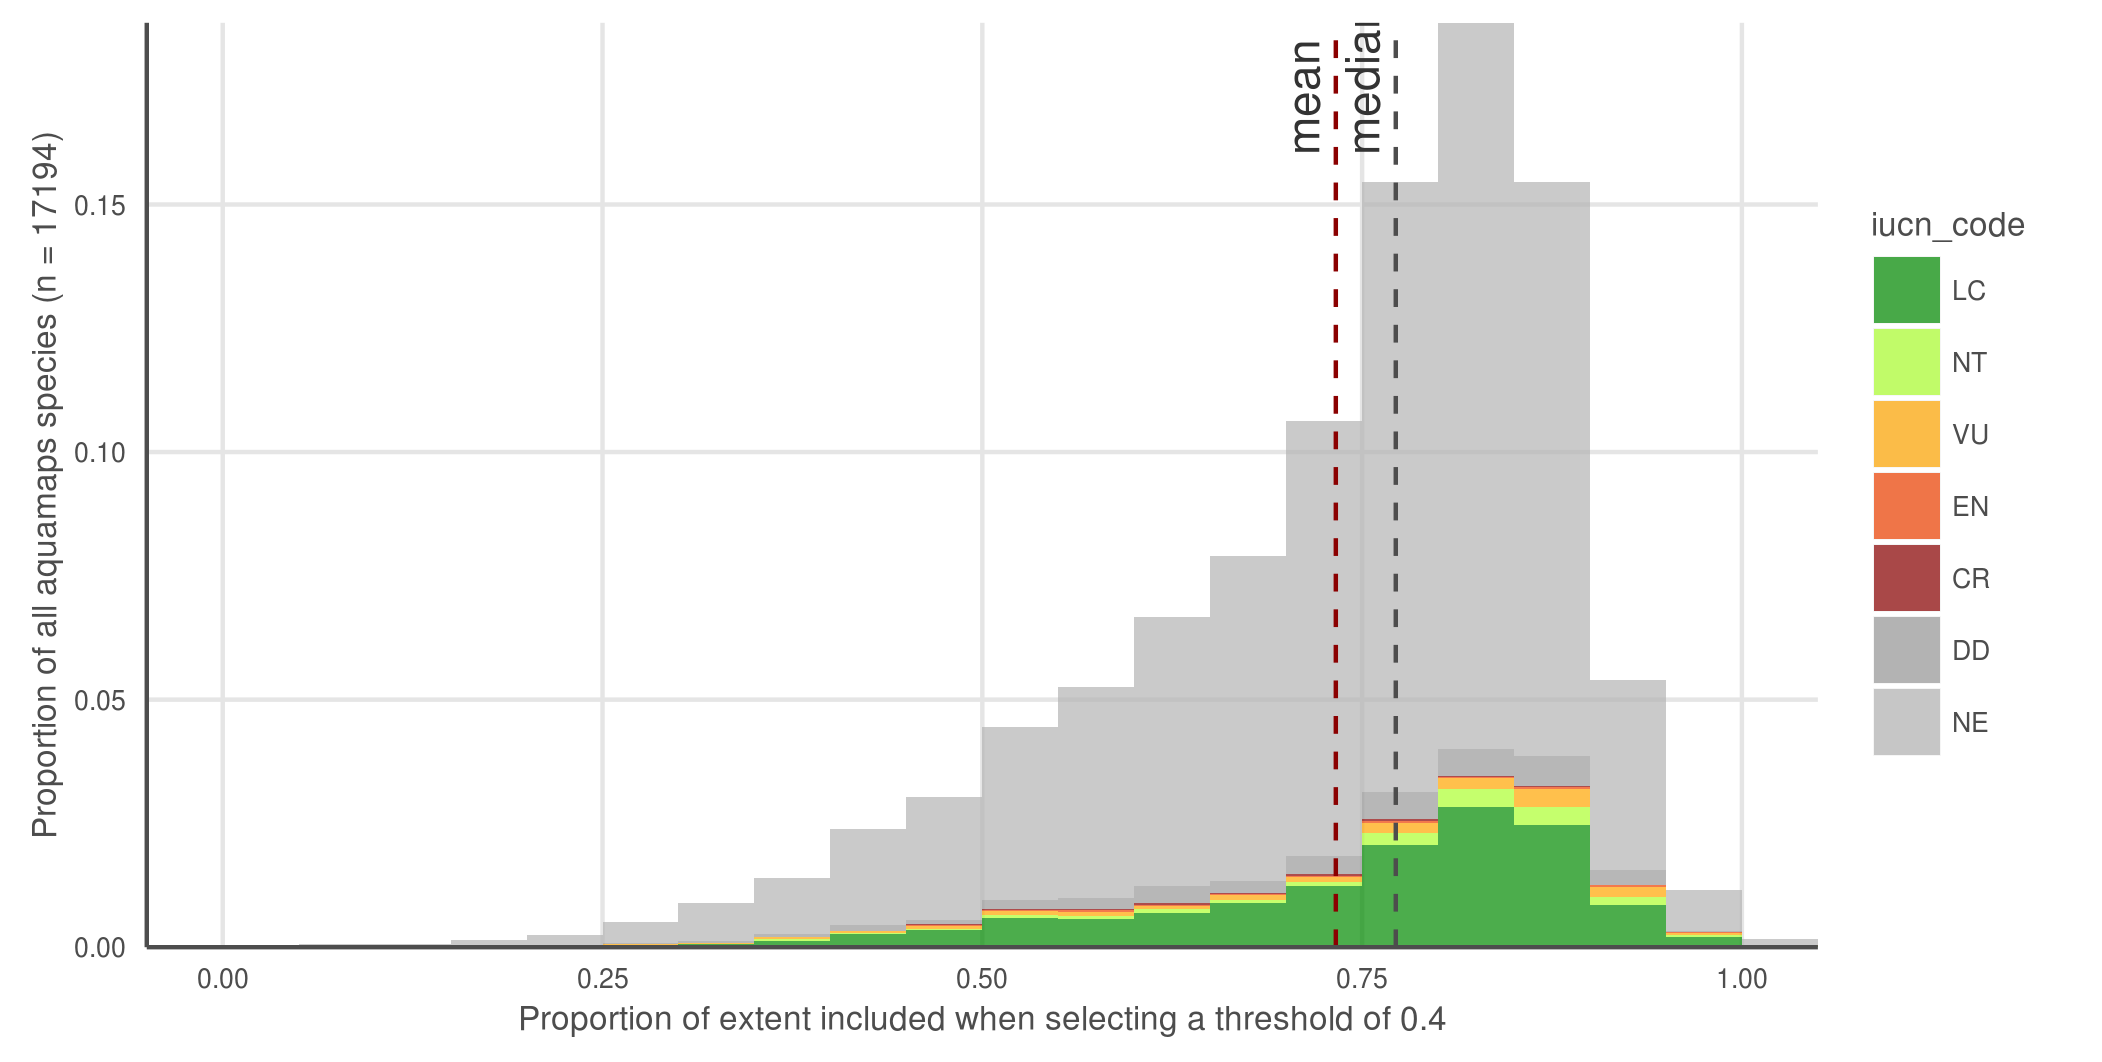 mean
median
Proportion of all aquamaps species (n = 17194)
0.15
0.10
0.05
0.00
0.00
0.25
0.50
0.75
1.00
Proportion of extent included when selecting a threshold of 0.4
iucn_code
LC
NT
VU
EN
CR
DD
NE